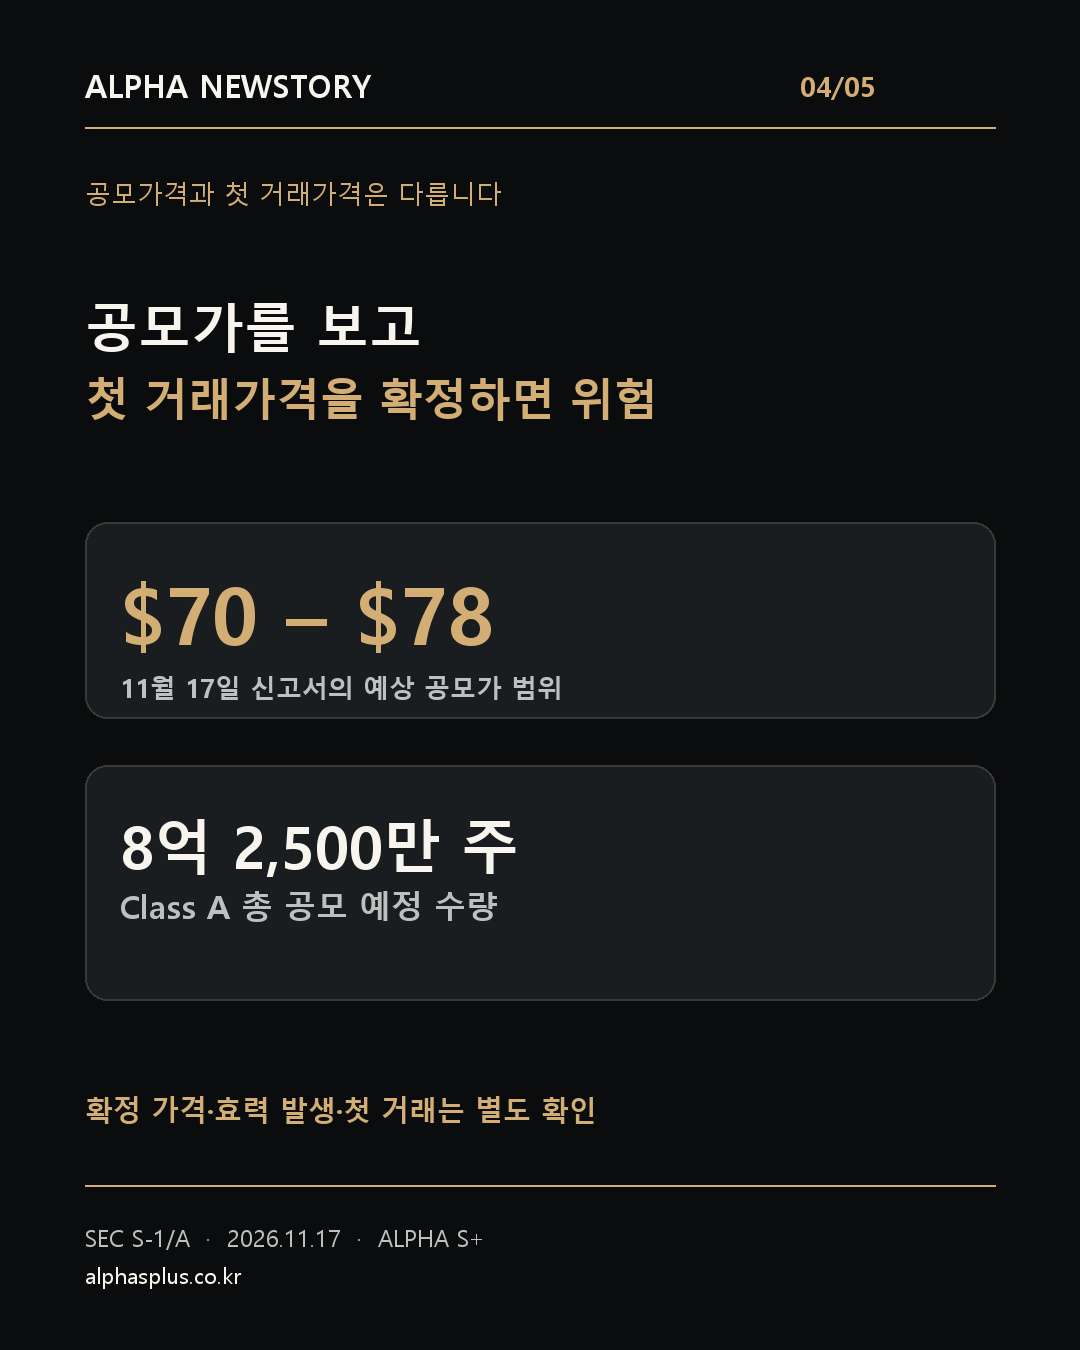 ALPHA NEWSTORY
04/05
공모가격과 첫 거래가격은 다릅니다
공모가를 보고
첫 거래가격을 확정하면 위험
$70 – $78
11월 17일 신고서의 예상 공모가 범위
8억 2,500만 주
Class A 총 공모 예정 수량
확정 가격·효력 발생·첫 거래는 별도 확인
SEC S-1/A · 2026.11.17 · ALPHA S+
alphasplus.co.kr